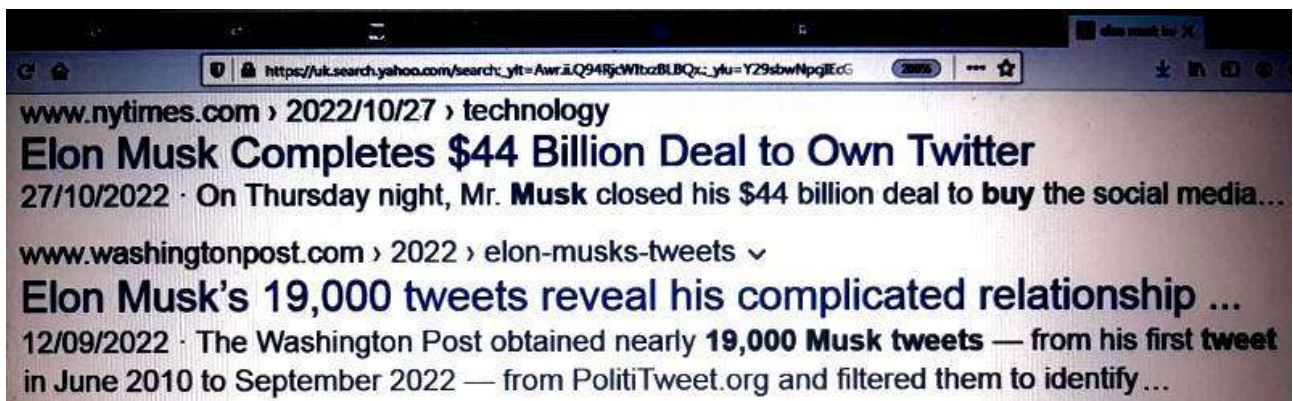 200%
www.nytimes.com › 2022/10/27 › technology
Elon Musk Completes $44 Billion Deal to Own Twitter
27/10/2022 · On Thursday night, Mr. Musk closed his $44 billion deal to buy the social media...
www.washingtonpost.com › 2022 › elon-musks-tweets
Elon Musk's 19,000 tweets reveal his complicated relationship ...
12/09/2022 · The Washington Post obtained nearly 19,000 Musk tweets — from his first tweet
in June 2010 to September 2022 — from PolitiTweet.org and filtered them to identify...